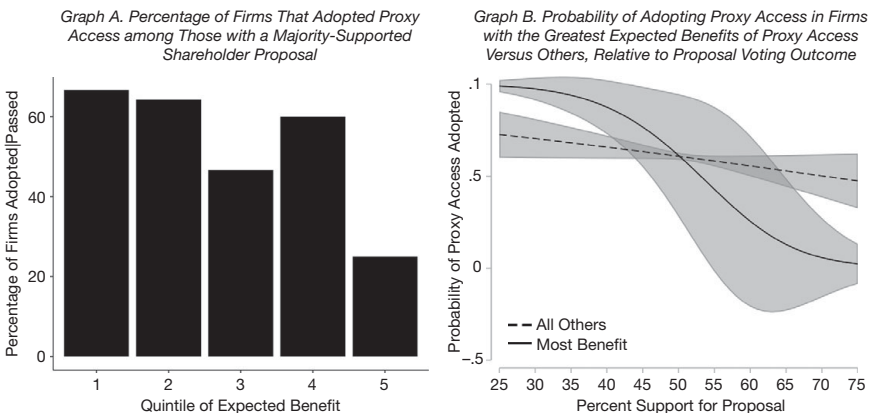 Graph A. Percentage of Firms That Adopted Proxy
Access among Those with a Majority-Supported
Shareholder Proposal
Percentage of Firms Adopted|Passed
60
40
20
0
1 2 3 4 5
Quintile of Expected Benefit
Graph B. Probability of Adopting Proxy Access in Firms
with the Greatest Expected Benefits of Proxy Access
Versus Others, Relative to Proposal Voting Outcome
Probability of Proxy Access Adopted
.1
.5
0
–.5
All Others
Most Benefit
25 30 35 40 45 50 55 60 65 70 75
Percent Support for Proposal